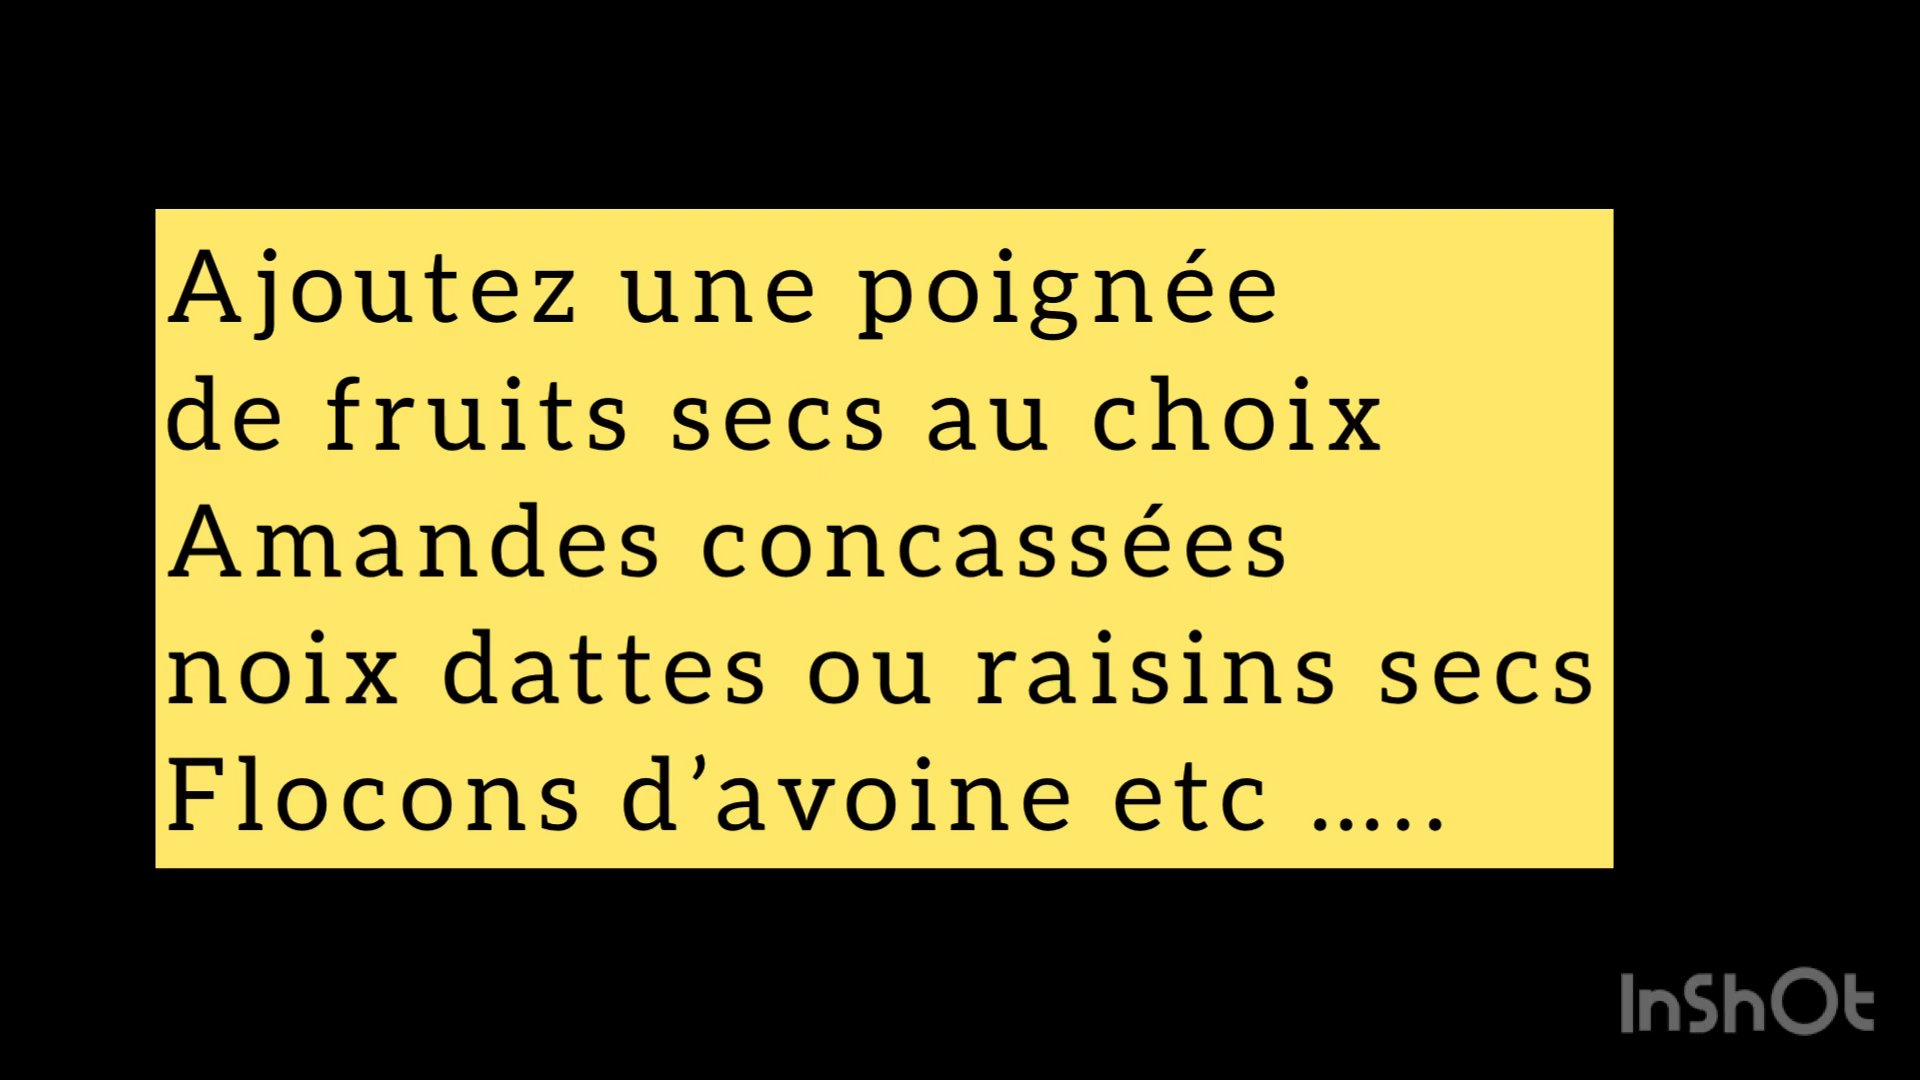 Ajoutez une poignée
de fruits secs au choix
Amandes concassées
noix dattes ou raisins secs
Flocons d’avoine etc …..
InShOt